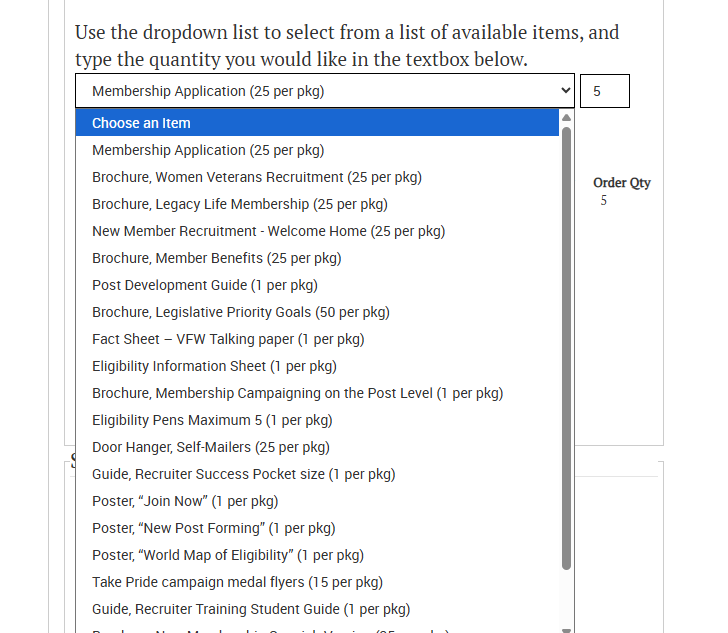 Use the dropdown list to select from a list of available items, and
type the quantity you would like in the textbox below.
Membership Application (25 per pkg)
5
Choose an Item
Membership Application (25 per pkg)
Brochure, Women Veterans Recruitment (25 per pkg)
Order Qty
Brochure, Legacy Life Membership (25 per pkg)
5
New Member Recruitment - Welcome Home (25 per pkg)
Brochure, Member Benefits (25 per pkg)
Post Development Guide (1 per pkg)
Brochure, Legislative Priority Goals (50 per pkg)
Fact Sheet – VFW Talking paper (1 per pkg)
Eligibility Information Sheet (1 per pkg)
Brochure, Membership Campaigning on the Post Level (1 per pkg)
Eligibility Pens Maximum 5 (1 per pkg)
Door Hanger, Self-Mailers (25 per pkg)
Guide, Recruiter Success Pocket size (1 per pkg)
Poster, “Join Now” (1 per pkg)
Poster, “New Post Forming” (1 per pkg)
Poster, “World Map of Eligibility” (1 per pkg)
Take Pride campaign medal flyers (15 per pkg)
Guide, Recruiter Training Student Guide (1 per pkg)